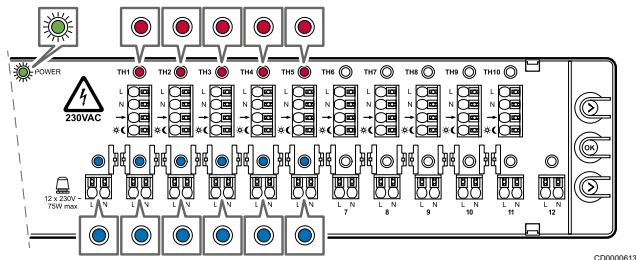 POWER
TH1 TH2 TH3 TH4 TH5 TH6 TH7 TH8 TH9 TH10
L L L L L L L L L L
N N N N N N N N N N
230VAC
OK
12 x 230V ~
75W max
L N L N L N L N L N L N L N L N L N L N L N L N
7 8 9 10 11 12
CD0000613